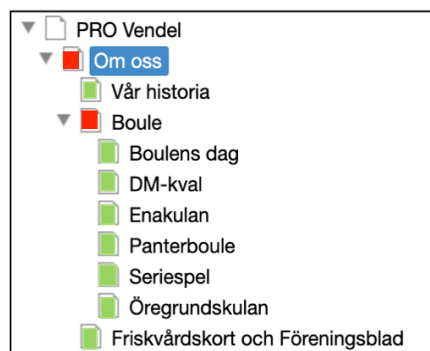 PRO Vendel
Om oss
Vår historia
Boule
Boulens dag
DM-kval
Enakulan
Panterboule
Seriespel
Öregrundskulan
Friskvårdskort och Föreningsblad